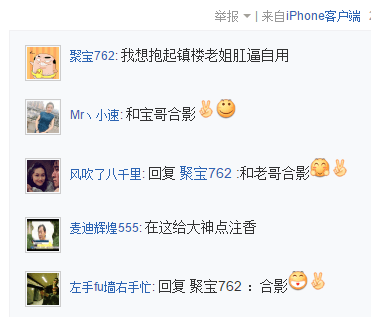 举报 | 来自iPhone客户端
聚宝762: 我想抱起镇楼老姐肛逼自用
Mr丶小速: 和宝哥合影
风吹了八千里: 回复 聚宝762 :和老哥合影
麦迪辉煌555: 在这给大神点注香
左手fu墙右手忙: 回复 聚宝762 ：合影